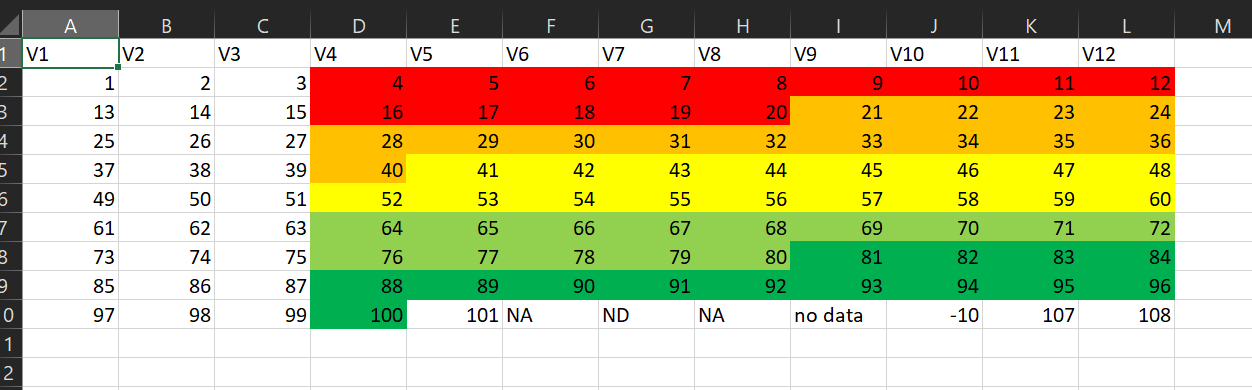 A B C D E F G H I J K L M
1 V1 V2 V3 V4 V5 V6 V7 V8 V9 V10 V11 V12
2 1 2 3 4 5 6 7 8 9 10 11 12
3 13 14 15 16 17 18 19 20 21 22 23 24
4 25 26 27 28 29 30 31 32 33 34 35 36
5 37 38 39 40 41 42 43 44 45 46 47 48
6 49 50 51 52 53 54 55 56 57 58 59 60
7 61 62 63 64 65 66 67 68 69 70 71 72
8 73 74 75 76 77 78 79 80 81 82 83 84
9 85 86 87 88 89 90 91 92 93 94 95 96
0 97 98 99 100 101 NA ND NA no data -10 107 108
1
2